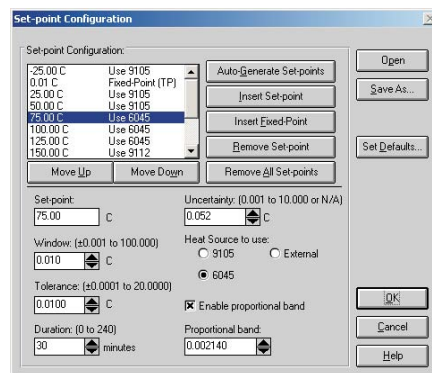 Set-point Configuration
Set-point Configuration:
-25.00 C Use 9105
0.01 C Fixed-Point (TP)
25.00 C Use 9105
50.00 C Use 9105
75.00 C Use 6045
100.00 C Use 6045
125.00 C Use 6045
150.00 C Use 9112
Move Up Move Down
Auto-Generate Set-points
Insert Set-point
Insert Fixed-Point
Remove Set-point
Remove All Set-points
Open
Save As...
Set Defaults...
Set-point:
75.00 C
Window: (±0.001 to 100.000)
0.010 C
Tolerance: (±0.0001 to 20.0000)
0.0100 C
Duration: (0 to 240)
30 minutes
Uncertainty: (0.001 to 10.000 or N/A)
0.052 C
Heat Source to use:
9105 External
6045
Enable proportional band
Proportional band:
0.002140
OK
Cancel
Help